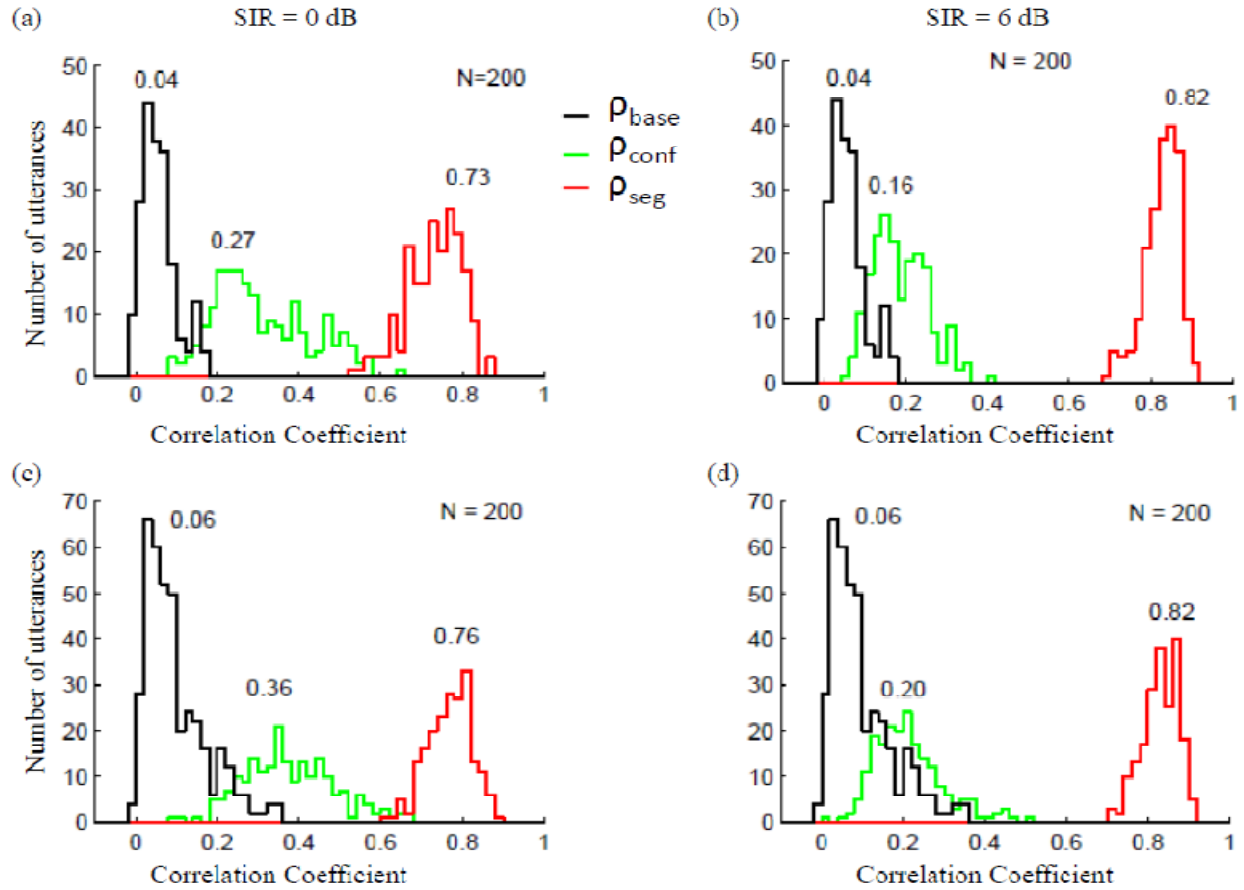 (a) SIR = 0 dB (b) SIR = 6 dB
50
40
30
20
10
0
Number of utterances
0.04
0.27
0.73
N=200
ρbase
ρconf
ρseg
0 0.2 0.4 0.6 0.8 1
Correlation Coefficient
50
40
30
20
10
0
0.04
0.16
N = 200
0.82
0 0.2 0.4 0.6 0.8 1
Correlation Coefficient
(c)
70
60
50
40
30
20
10
0
Number of utterances
0.06
0.36
0.76
N = 200
0 0.2 0.4 0.6 0.8 1
Correlation Coefficient
(d)
70
60
50
40
30
20
10
0
0.06
0.20
0.82
N = 200
0 0.2 0.4 0.6 0.8 1
Correlation Coefficient